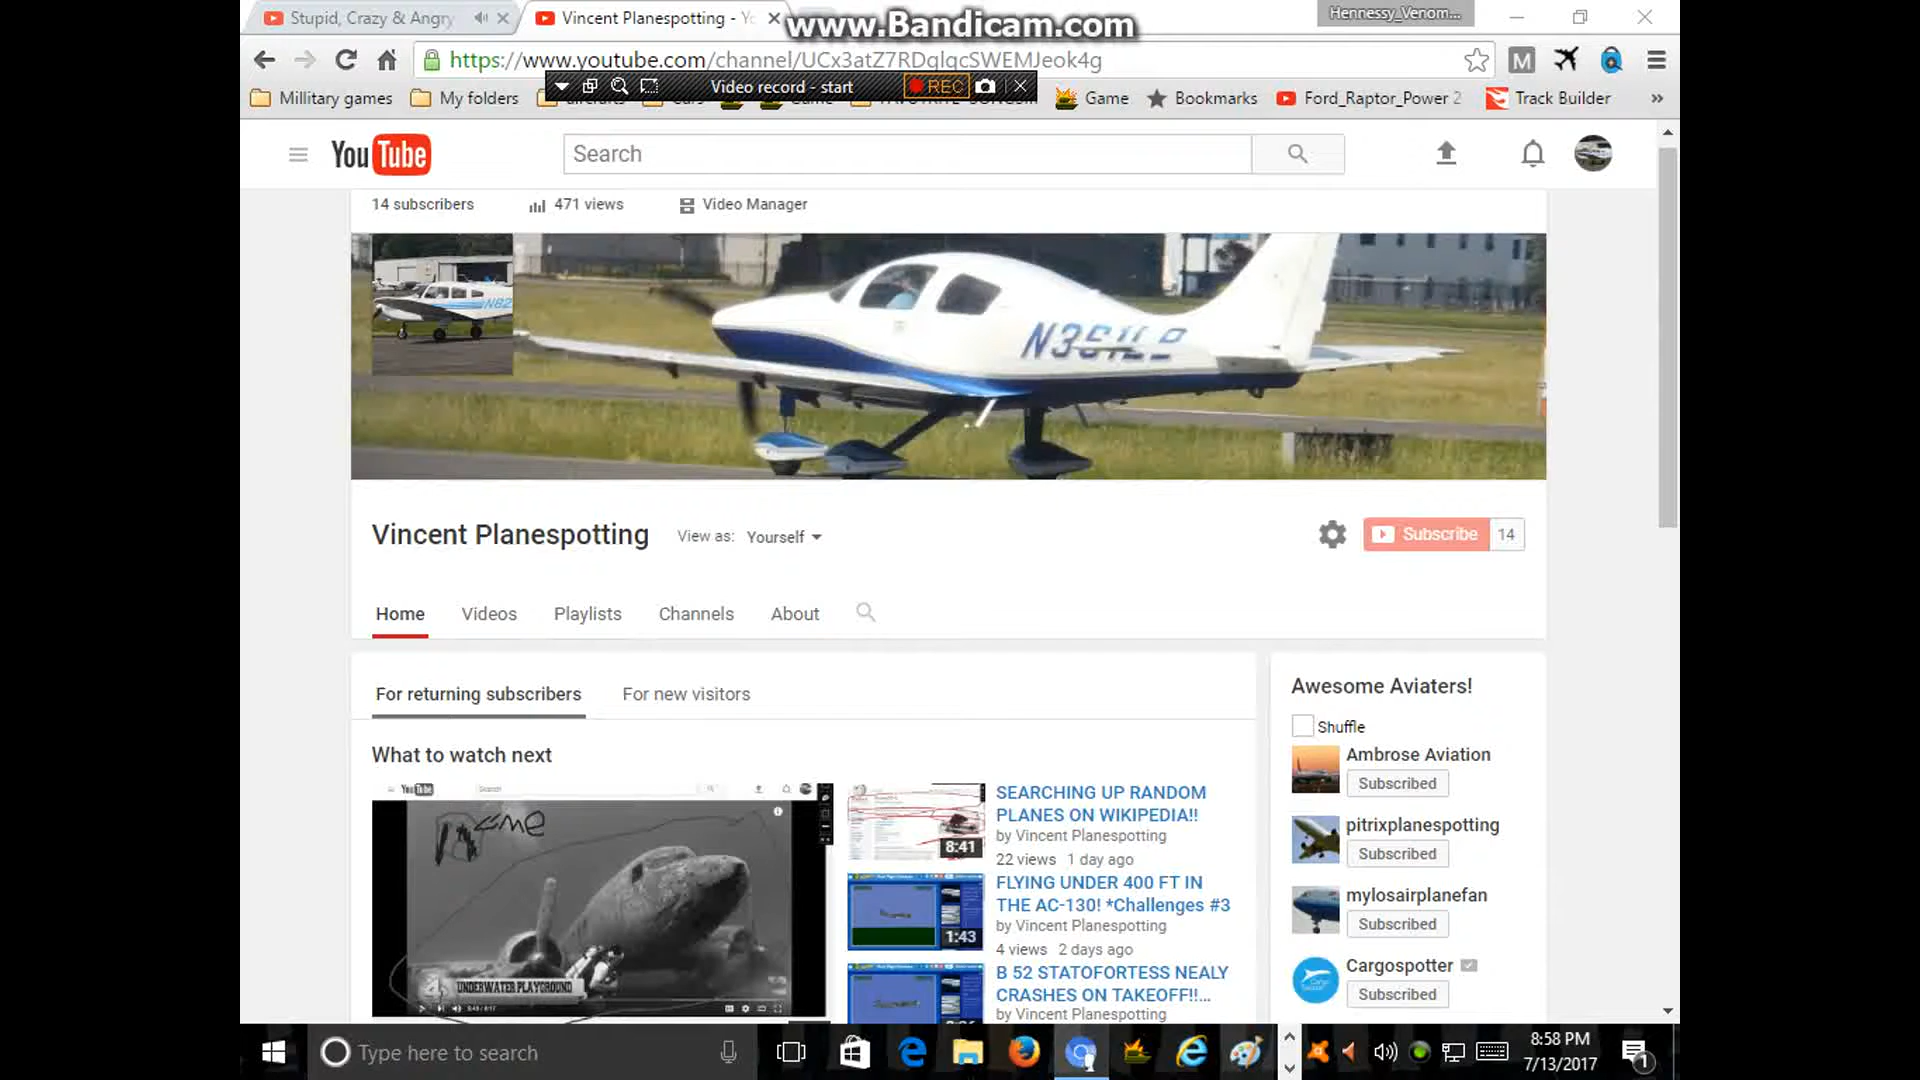 Stupid, Crazy & Angry
Vincent Planespotting - Yo
www.Bandicam.com
Hennessy_Venom...
https://www.youtube.com/channel/UCx3atZ7RDqlqcSWEMJeok4g
Video record - start
REC
Millitary games
My folders
Game
Bookmarks
Ford_Raptor_Power 2
Track Builder
»
YouTube
Search
14 subscribers
471 views
Video Manager
Vincent Planespotting
View as: Yourself
Subscribe 14
Home
Videos
Playlists
Channels
About
For returning subscribers
For new visitors
Awesome Aviaters!
Shuffle
What to watch next
Ambrose Aviation
Subscribed
pitrixplanespotting
Subscribed
mylosairplanefan
Subscribed
Cargospotter
Subscribed
YouTube
Search
UNDERWATER PLAYGROUND
8:41
SEARCHING UP RANDOM
PLANES ON WIKIPEDIA!!
by Vincent Planespotting
22 views 1 day ago
1:43
FLYING UNDER 400 FT IN
THE AC-130! *Challenges #3
by Vincent Planespotting
4 views 2 days ago
B 52 STATOFORTESS NEALY
CRASHES ON TAKEOFF!!...
by Vincent Planespotting
Type here to search
8:58 PM
7/13/2017
1